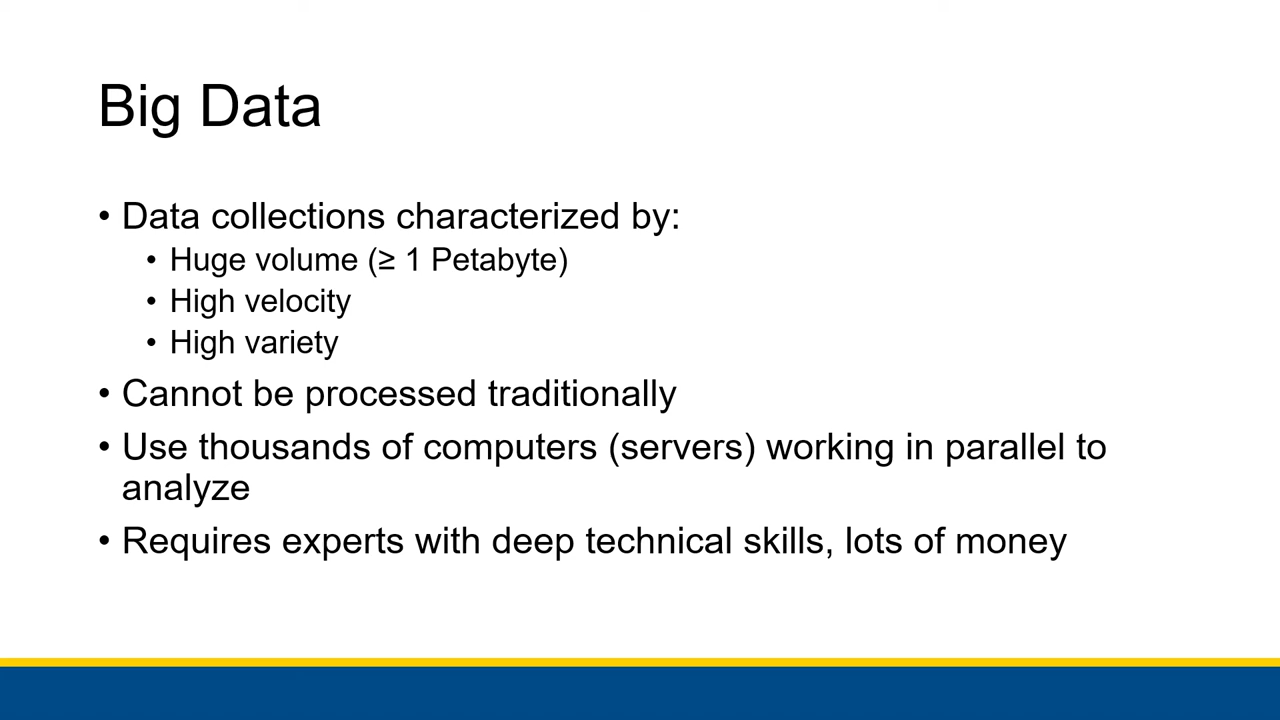 Big Data
• Data collections characterized by:
• Huge volume (≥ 1 Petabyte)
• High velocity
• High variety
• Cannot be processed traditionally
• Use thousands of computers (servers) working in parallel to
analyze
• Requires experts with deep technical skills, lots of money